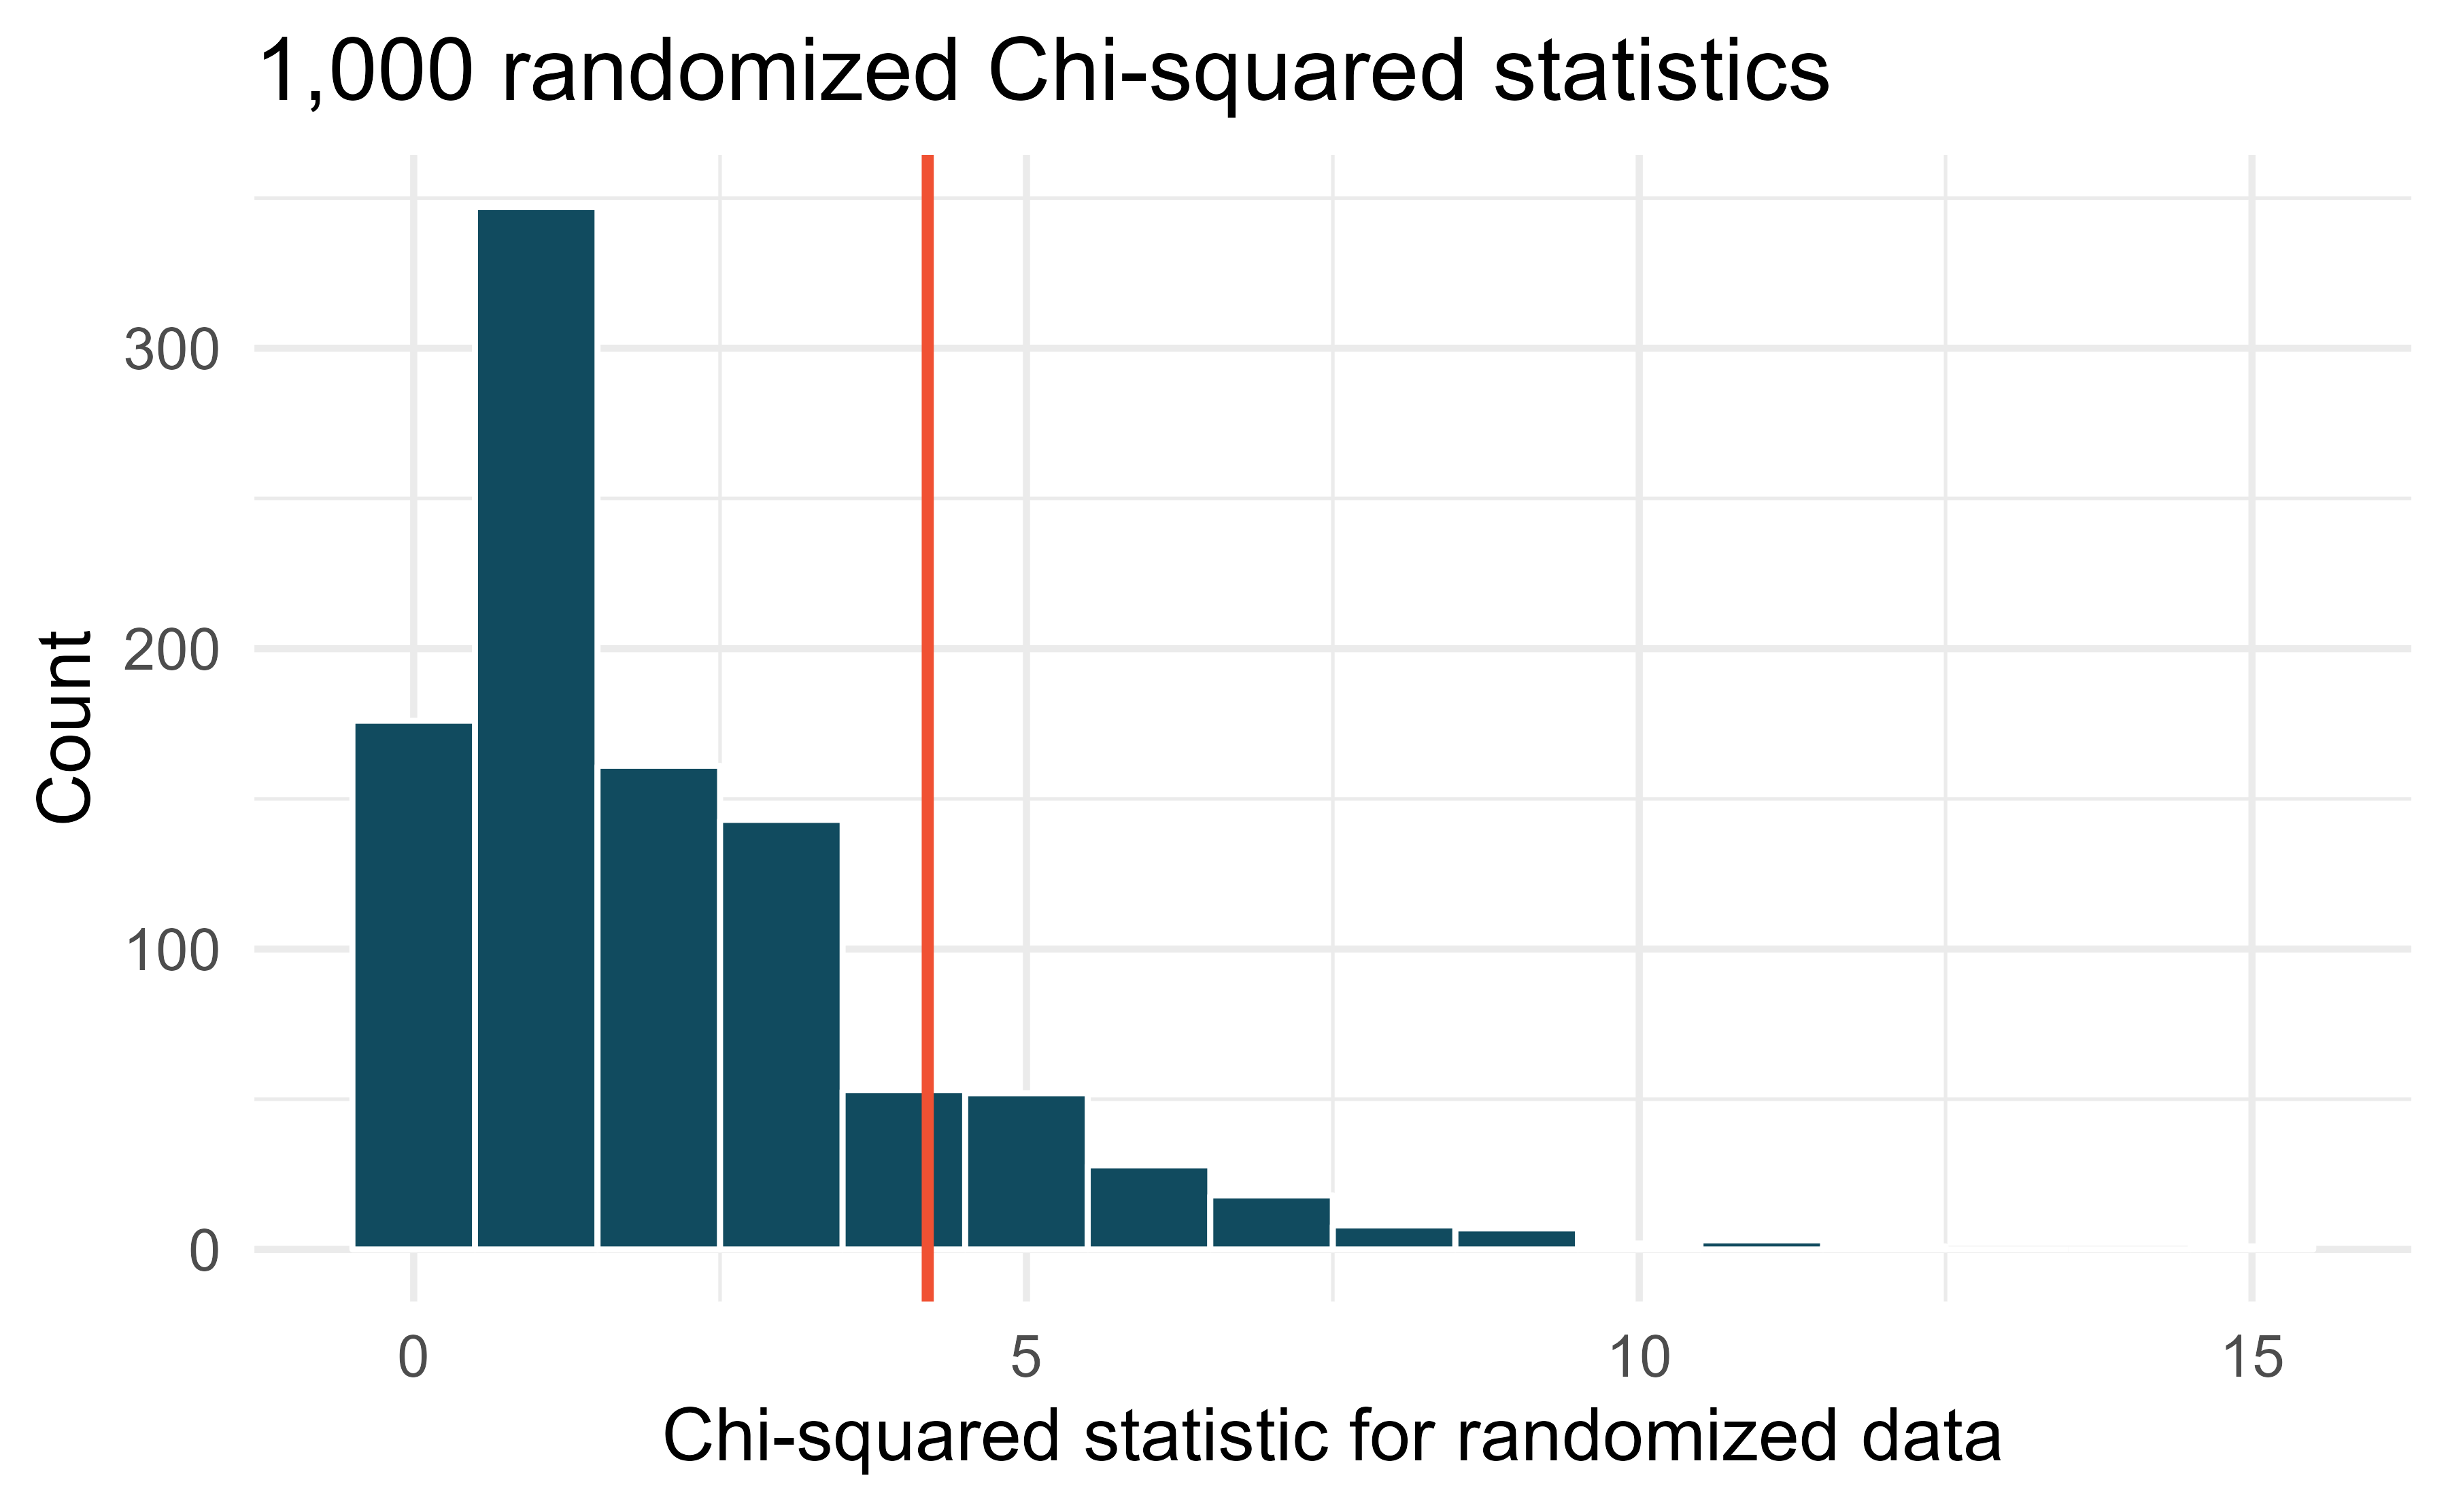 1,000 randomized Chi-squared statistics
Count
300
200
100
0
0 5 10 15
Chi-squared statistic for randomized data